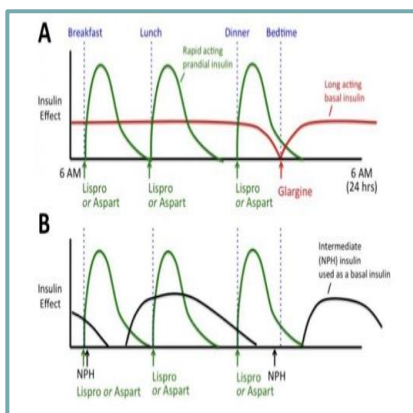 A
Breakfast
Lunch
Dinner
Bedtime
Rapid acting
prandial insulin
Long acting
basal insulin
Insulin
Effect
6 AM
6 AM
(24 hrs)
Lispro
or Aspart
Lispro
or Aspart
Lispro
or Aspart
Glargine
B
Intermediate
(NPH) insulin
used as a basal insulin
Insulin
Effect
NPH
Lispro or Aspart
Lispro
or Aspart
Lispro
or Aspart
NPH